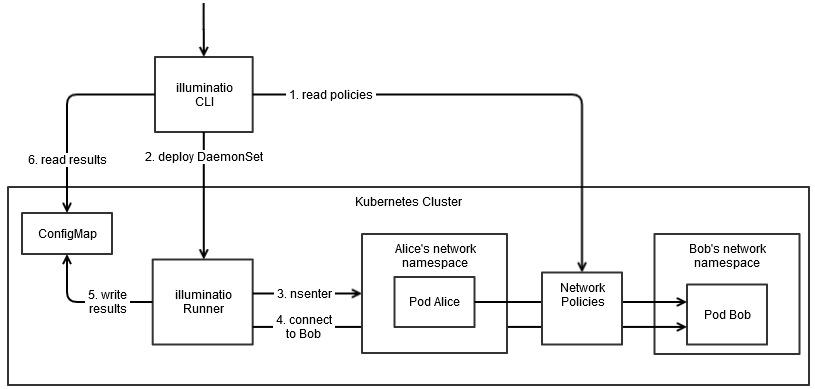 illuminatio
CLI
1. read policies
2. deploy DaemonSet
6. read results
Kubernetes Cluster
ConfigMap
Alice's network
namespace
Bob's network
namespace
5. write
results
illuminatio
Runner
3. nsenter
4. connect
to Bob
Pod Alice
Network
Policies
Pod Bob